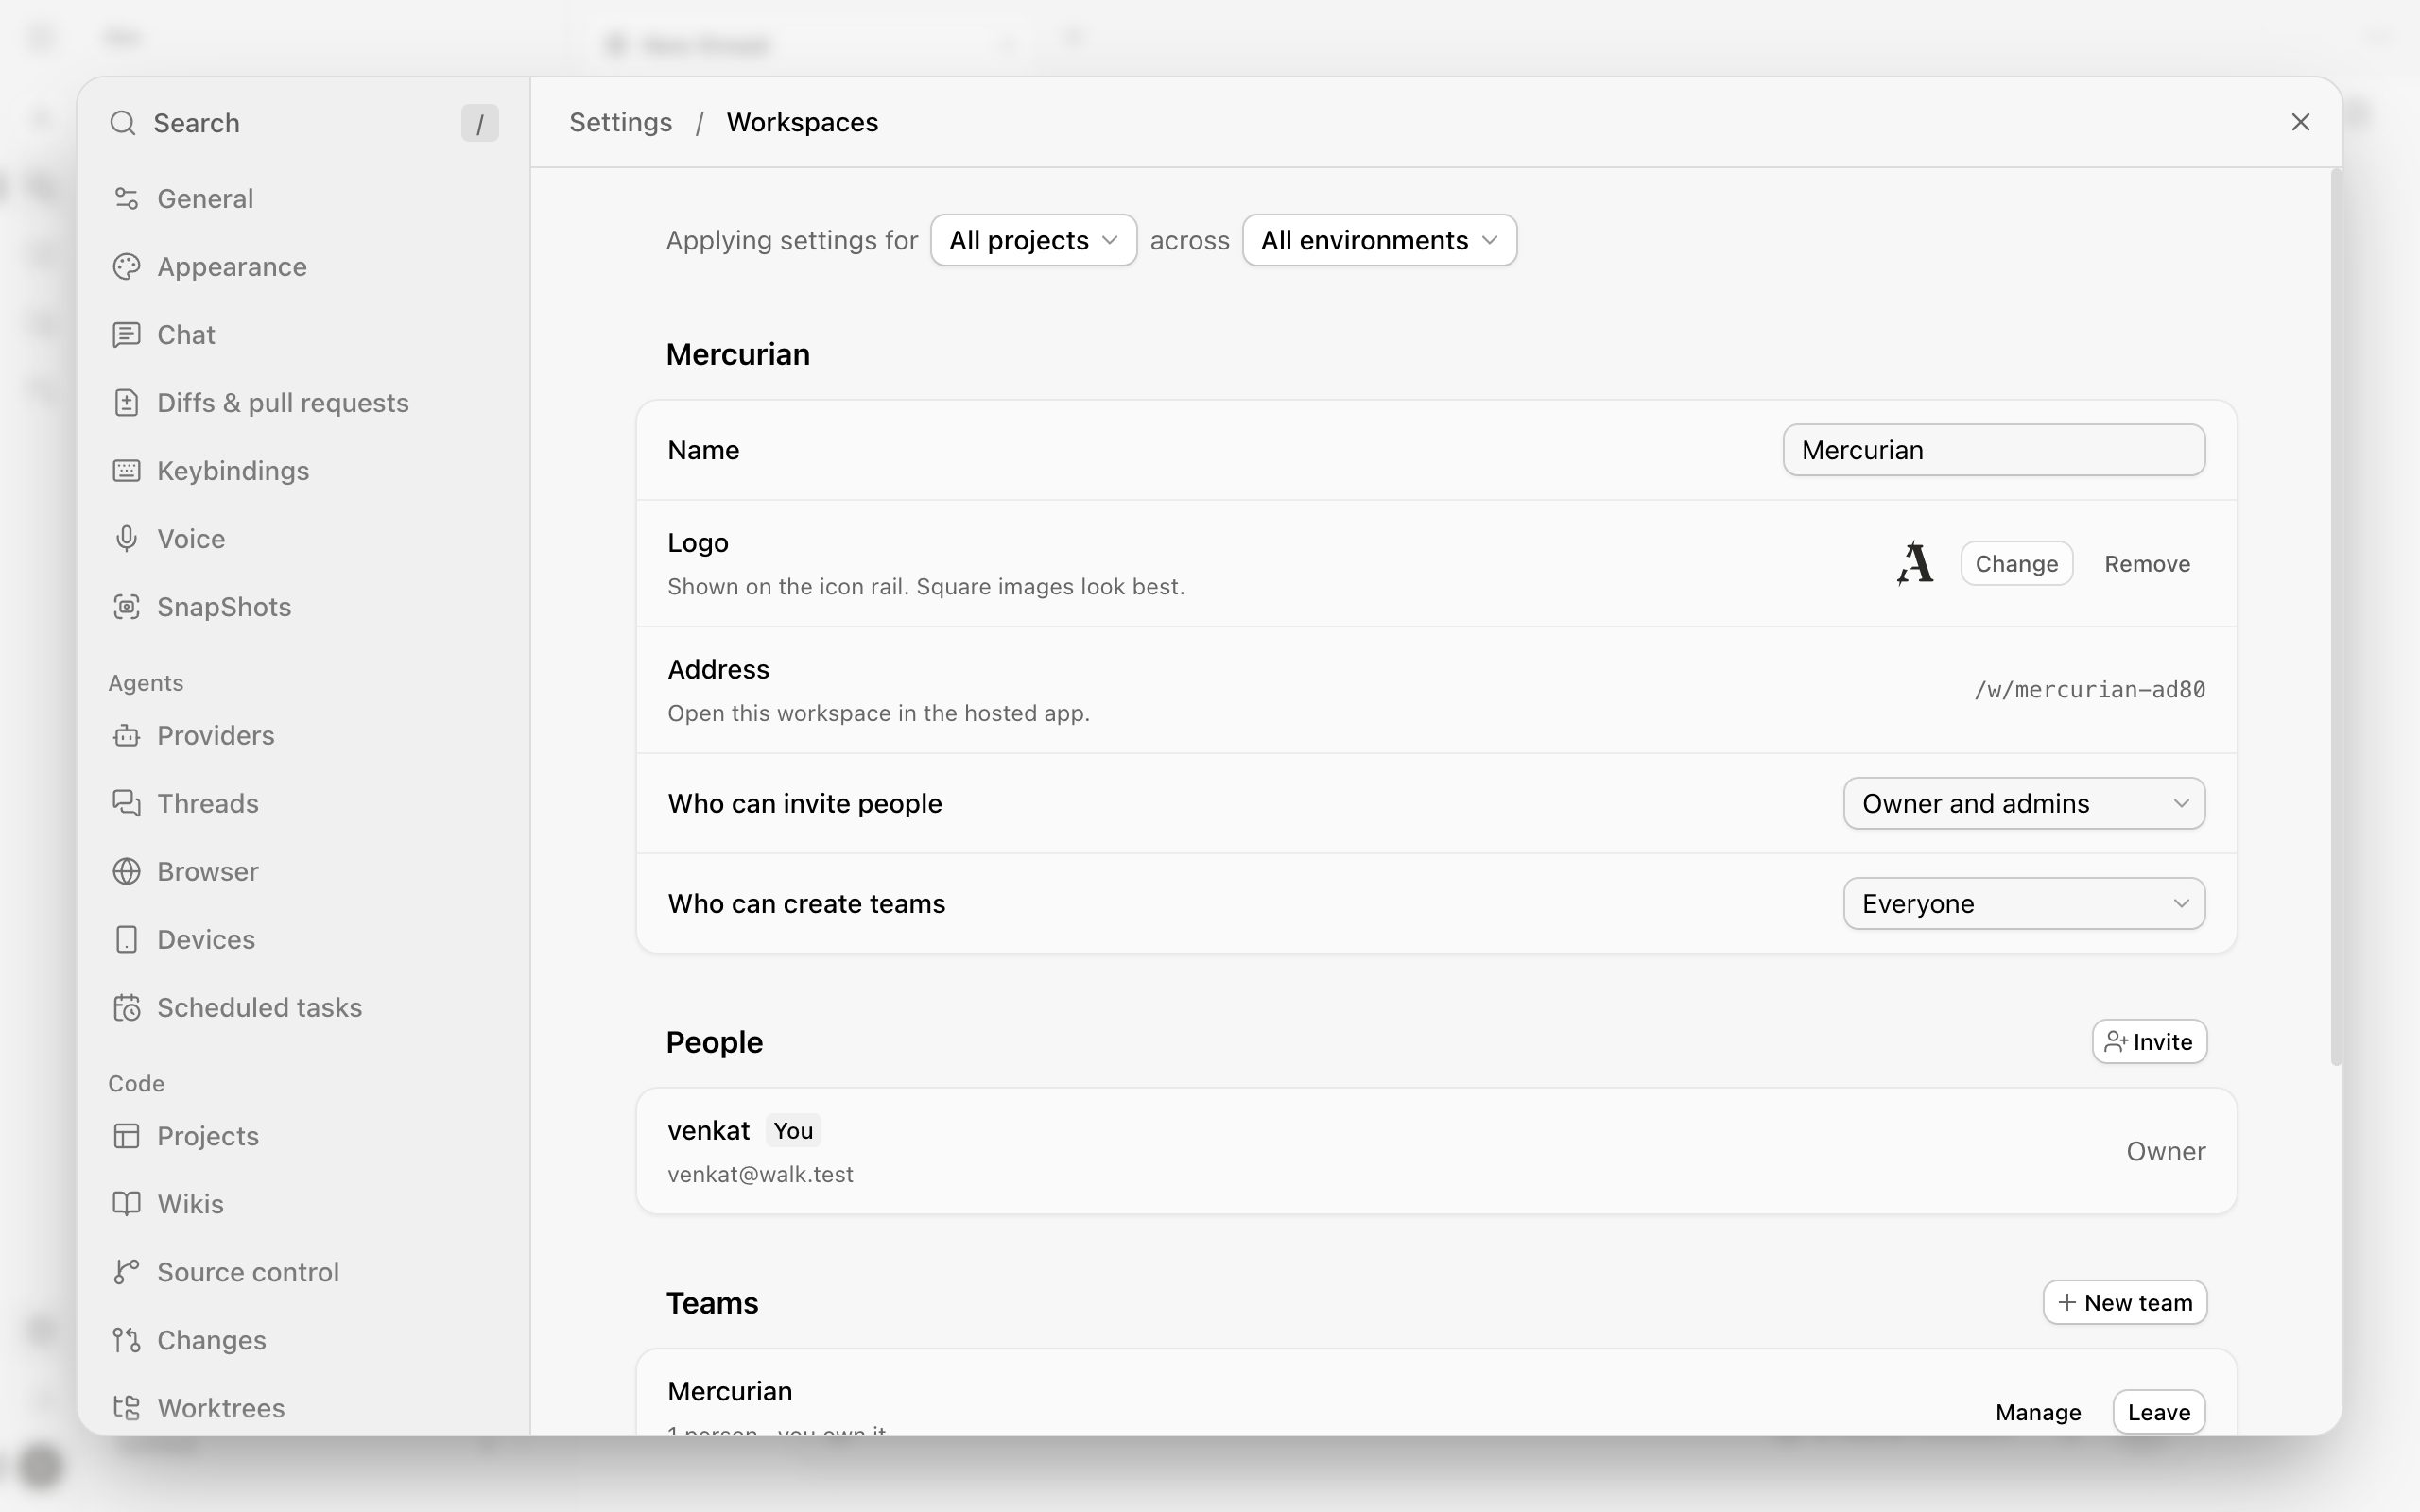 Search /
General
Appearance
Chat
Diffs & pull requests
Keybindings
Voice
SnapShots
Agents
Providers
Threads
Browser
Devices
Scheduled tasks
Code
Projects
Wikis
Source control
Changes
Worktrees
Settings / Workspaces
Applying settings for All projects across All environments
Mercurian
Name Mercurian
Logo
Shown on the icon rail. Square images look best.
Change Remove
Address
Open this workspace in the hosted app.
/w/mercurian-ad80
Who can invite people Owner and admins
Who can create teams Everyone
People Invite
venkat You
venkat@walk.test
Owner
Teams New team
Mercurian
Manage Leave